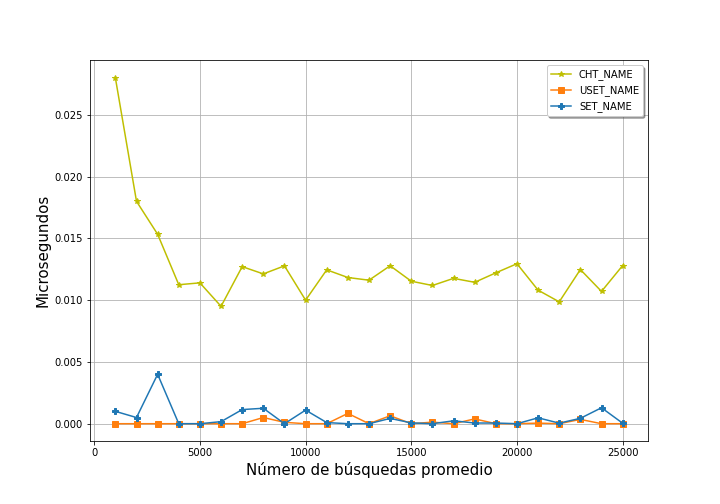 CHT_NAME
USET_NAME
SET_NAME
0.025
0.020
0.015
0.010
0.005
0.000
Microsegundos
0 5000 10000 15000 20000 25000
Número de búsquedas promedio